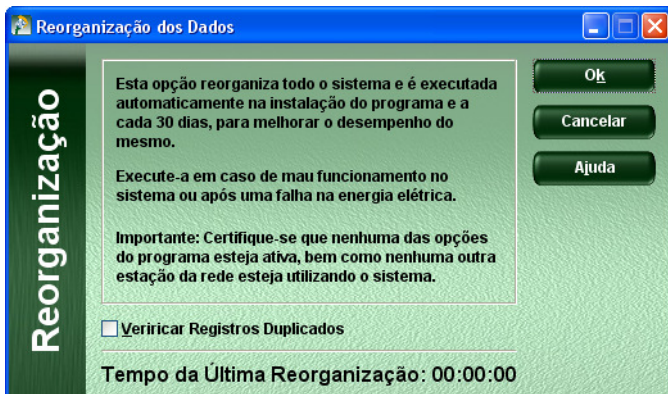 Reorganização dos Dados
Reorganização
Esta opção reorganiza todo o sistema e é executada
automaticamente na instalação do programa e a
cada 30 dias, para melhorar o desempenho do
mesmo.
Execute-a em caso de mau funcionamento no
sistema ou após uma falha na energia elétrica.
Importante: Certifique-se que nenhuma das opções
do programa esteja ativa, bem como nenhuma outra
estação da rede esteja utilizando o sistema.
Veriricar Registros Duplicados
Tempo da Última Reorganização: 00:00:00
Ok
Cancelar
Ajuda